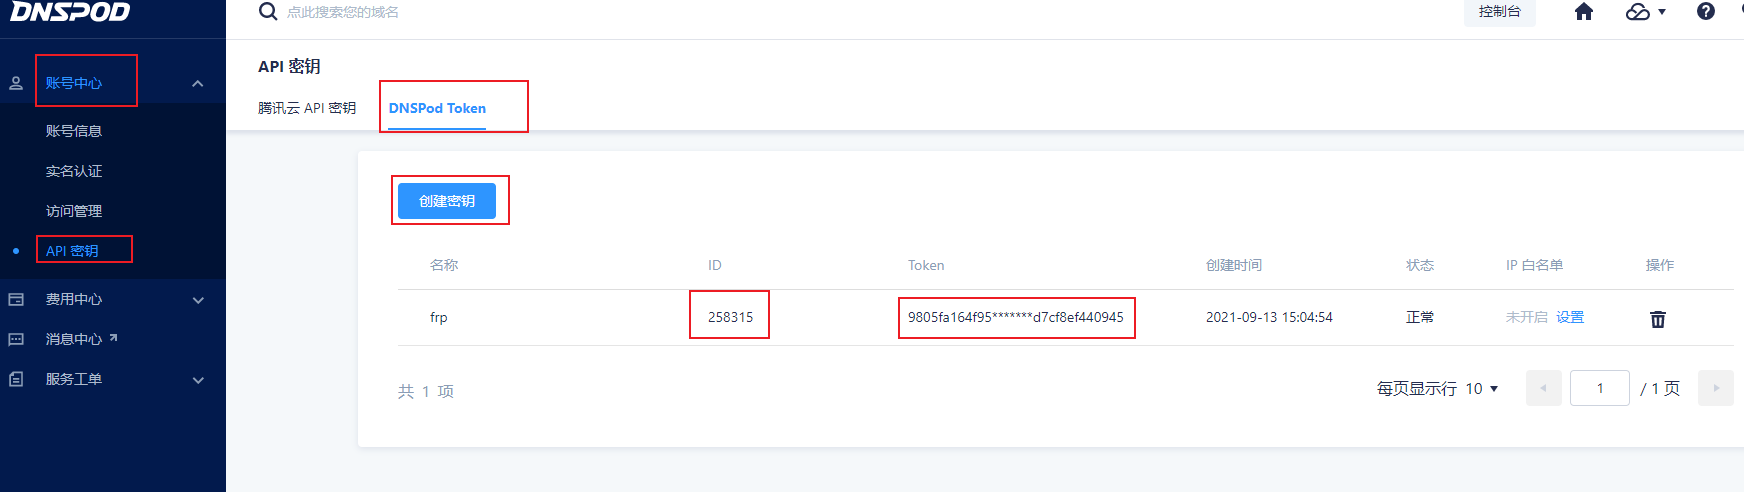 DNSPOD
点此搜索您的域名
控制台
账号中心
账号信息
实名认证
访问管理
API 密钥
费用中心
消息中心
服务工单
API 密钥
腾讯云 API 密钥 DNSPod Token
创建密钥
名称 ID Token 创建时间 状态 IP 白名单 操作
frp 258315 9805fa164f95*******d7cf8ef440945 2021-09-13 15:04:54 正常 未开启 设置
共 1 项
每页显示行 10 1 / 1 页